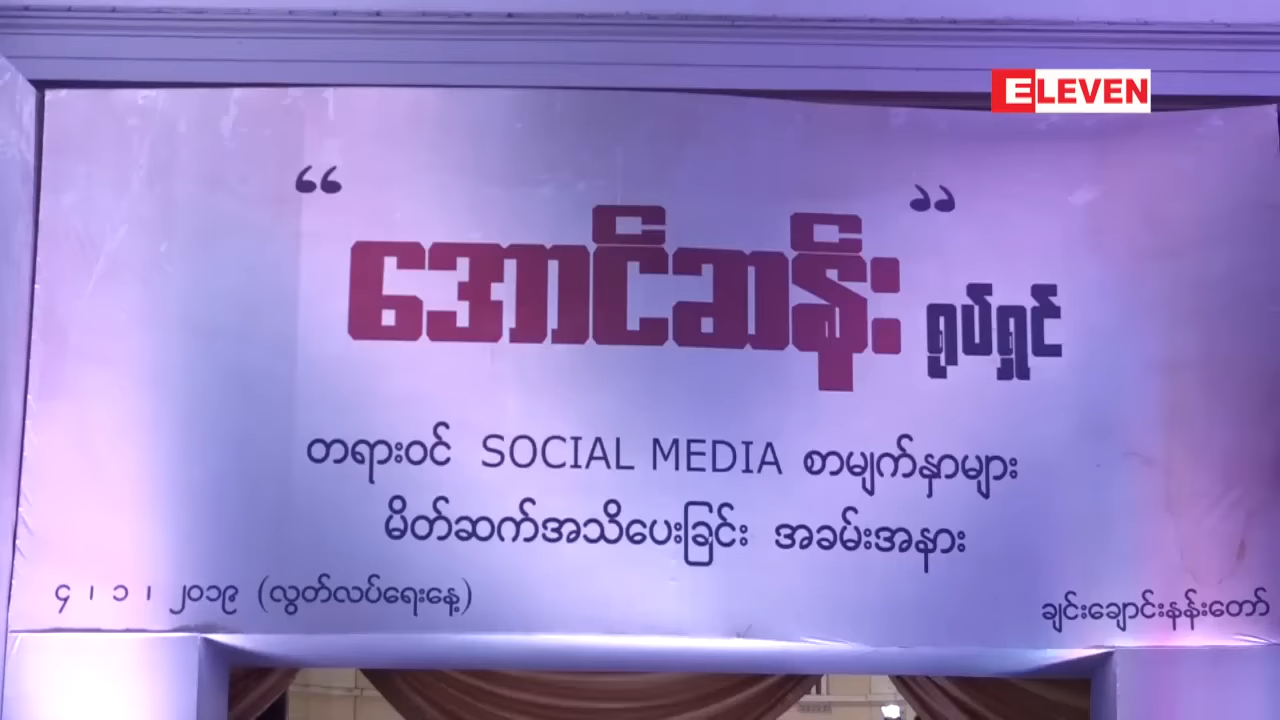 ELEVEN
“အောင်ဆန်း” ရုပ်ရှင်
တရားဝင် SOCIAL MEDIA စာမျက်နှာများ
မိတ်ဆက်အသိပေးခြင်း အခမ်းအနား
၄ ၊ ၁ ၊ ၂၀၁၉ (လွတ်လပ်ရေးနေ့)
ချင်းချောင်းနန်းတော်